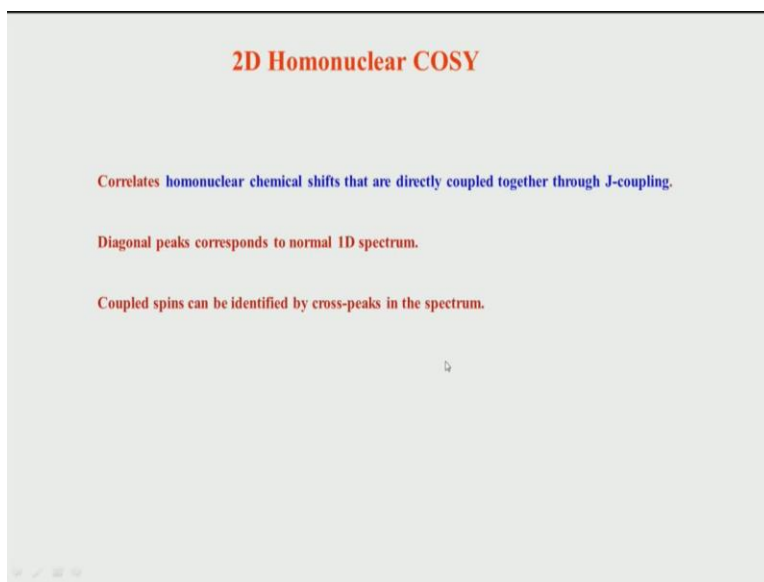 2D Homonuclear COSY
Correlates homonuclear chemical shifts that are directly coupled together through J-coupling.
Diagonal peaks corresponds to normal 1D spectrum.
Coupled spins can be identified by cross-peaks in the spectrum.